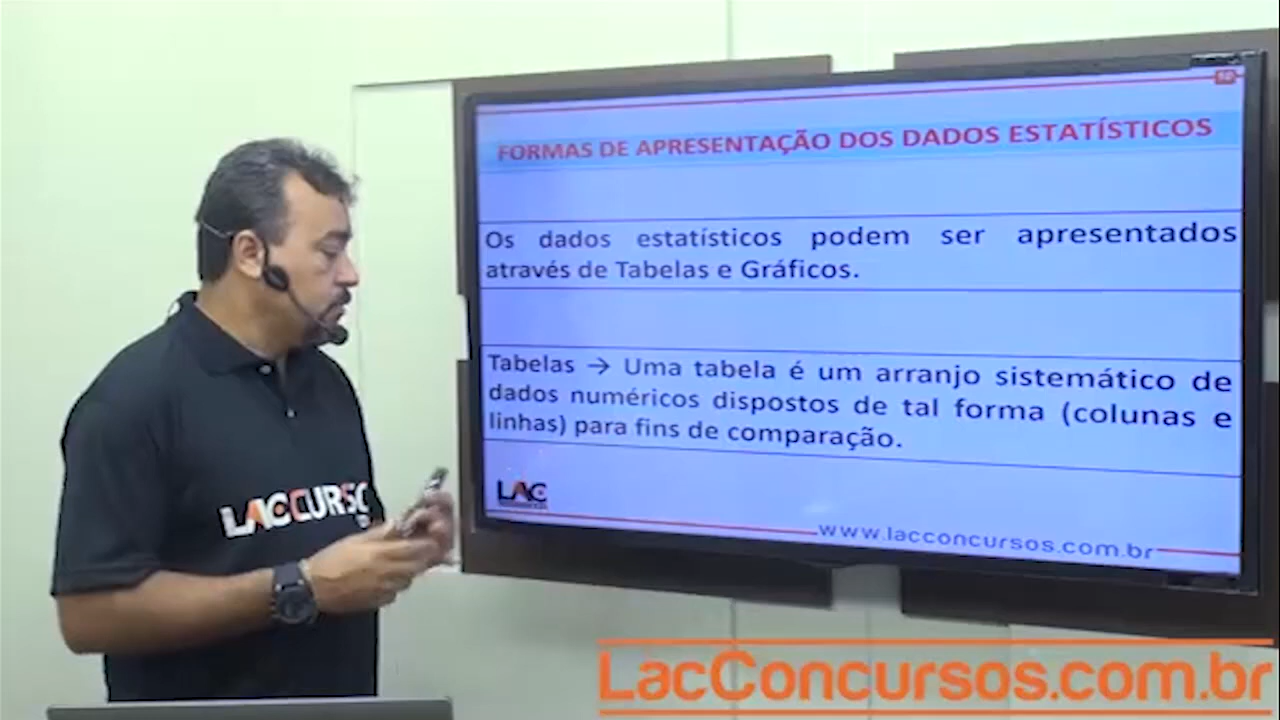 FORMAS DE APRESENTAÇÃO DOS DADOS ESTATÍSTICOS
Os dados estatísticos podem ser apresentados
através de Tabelas e Gráficos.
Tabelas → Uma tabela é um arranjo sistemático de
dados numéricos dispostos de tal forma (colunas e
linhas) para fins de comparação.
LAC
www.lacconcursos.com.br
LACCURSO
LacConcursos.com.br